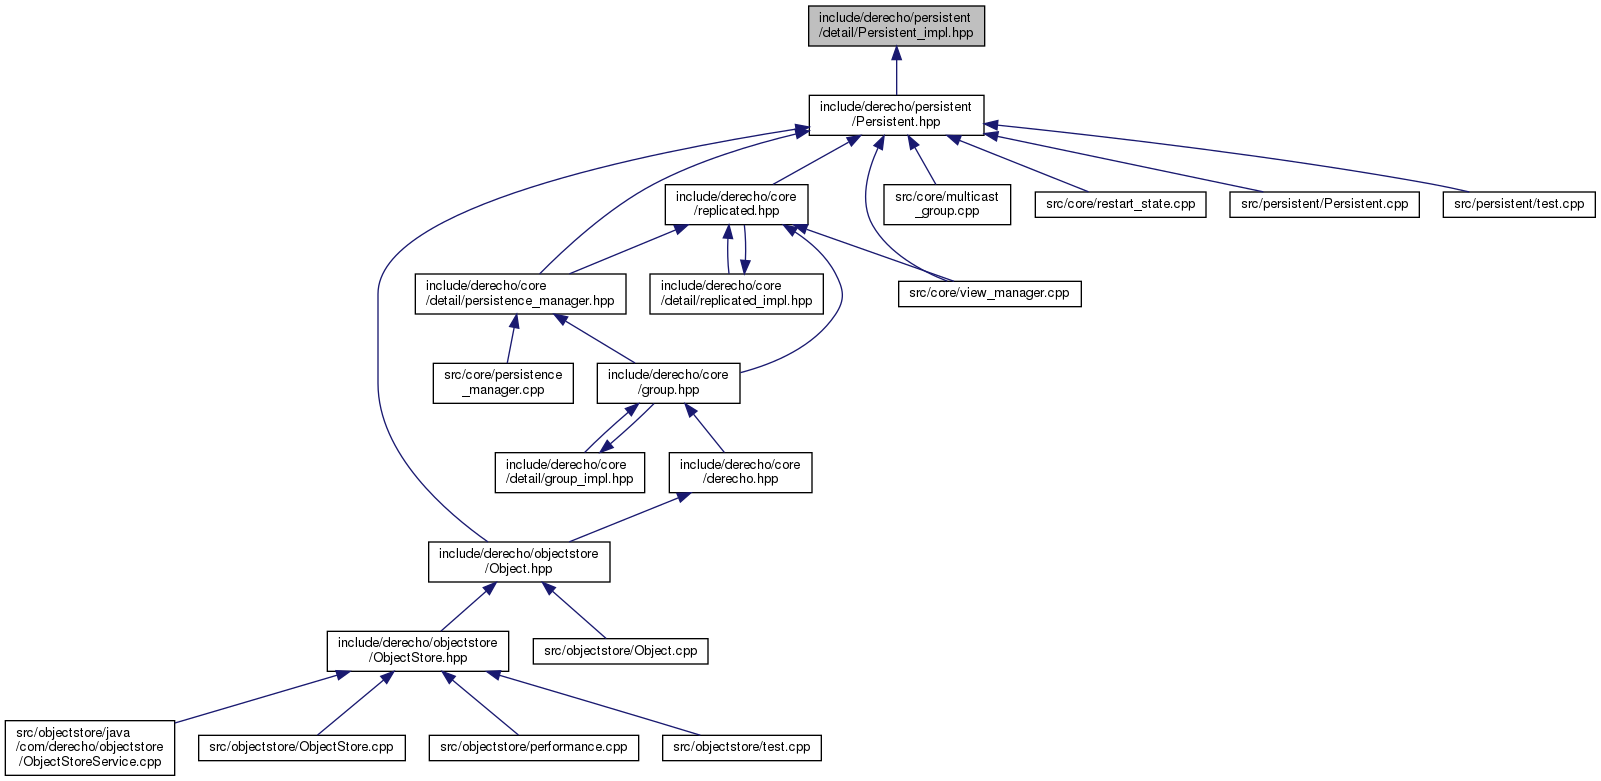 include/derecho/persistent
/detail/Persistent_impl.hpp
include/derecho/persistent
/Persistent.hpp
include/derecho/core
/replicated.hpp
src/core/multicast
_group.cpp
src/core/restart_state.cpp
src/persistent/Persistent.cpp
src/persistent/test.cpp
include/derecho/core
/detail/persistence_manager.hpp
include/derecho/core
/detail/replicated_impl.hpp
src/core/view_manager.cpp
src/core/persistence
_manager.cpp
include/derecho/core
/group.hpp
include/derecho/core
/detail/group_impl.hpp
include/derecho/core
/derecho.hpp
include/derecho/objectstore
/Object.hpp
include/derecho/objectstore
/ObjectStore.hpp
src/objectstore/Object.cpp
src/objectstore/java
/com/derecho/objectstore
/ObjectStoreService.cpp
src/objectstore/ObjectStore.cpp
src/objectstore/performance.cpp
src/objectstore/test.cpp